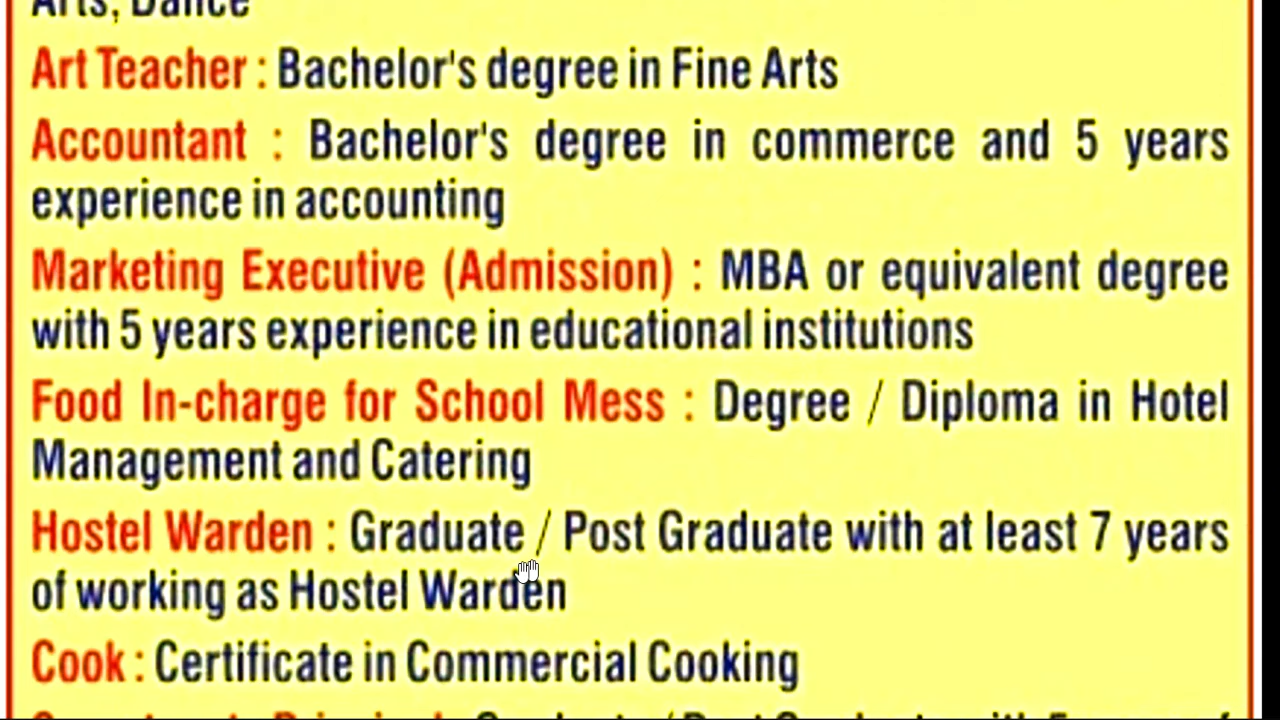 Arts, Dance
Art Teacher : Bachelor's degree in Fine Arts
Accountant : Bachelor's degree in commerce and 5 years
experience in accounting
Marketing Executive (Admission) : MBA or equivalent degree
with 5 years experience in educational institutions
Food In-charge for School Mess : Degree / Diploma in Hotel
Management and Catering
Hostel Warden : Graduate / Post Graduate with at least 7 years
of working as Hostel Warden
Cook : Certificate in Commercial Cooking